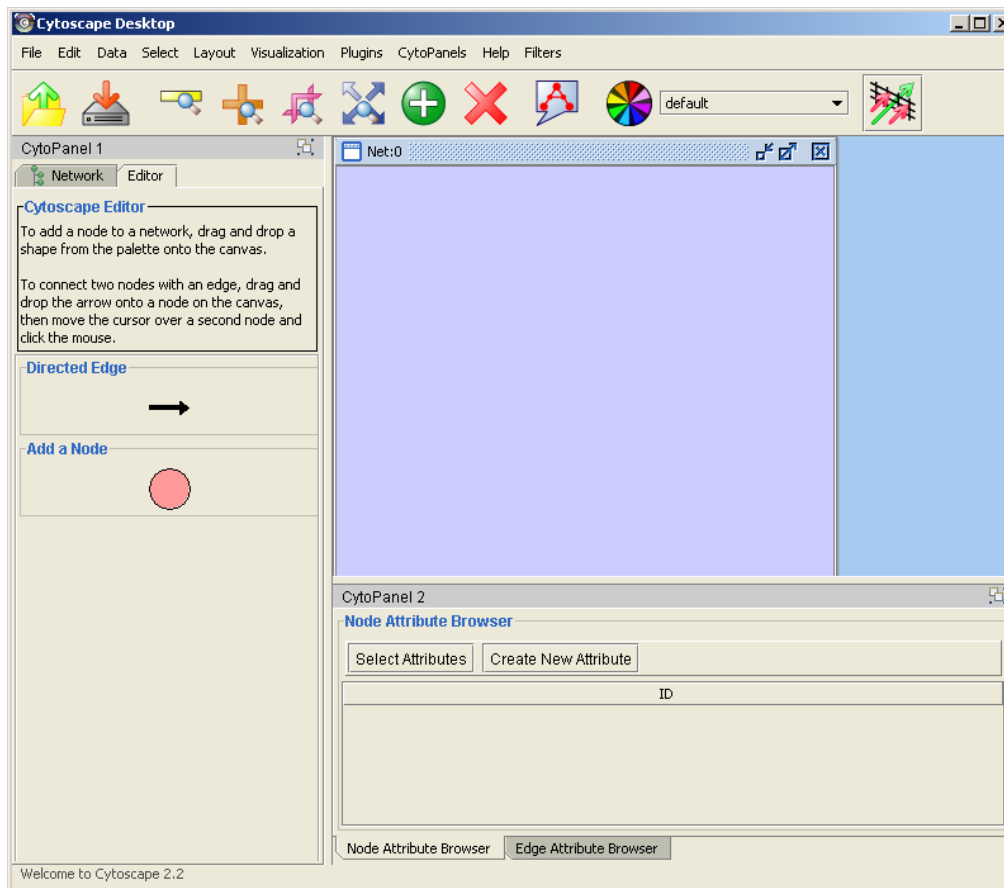 Cytoscape Desktop
File Edit Data Select Layout Visualization Plugins CytoPanels Help Filters
default
CytoPanel 1
Network Editor
Cytoscape Editor
To add a node to a network, drag and drop a
shape from the palette onto the canvas.
To connect two nodes with an edge, drag and
drop the arrow onto a node on the canvas,
then move the cursor over a second node and
click the mouse.
Directed Edge
Add a Node
Net:0
CytoPanel 2
Node Attribute Browser
Select Attributes Create New Attribute
ID
Node Attribute Browser Edge Attribute Browser
Welcome to Cytoscape 2.2